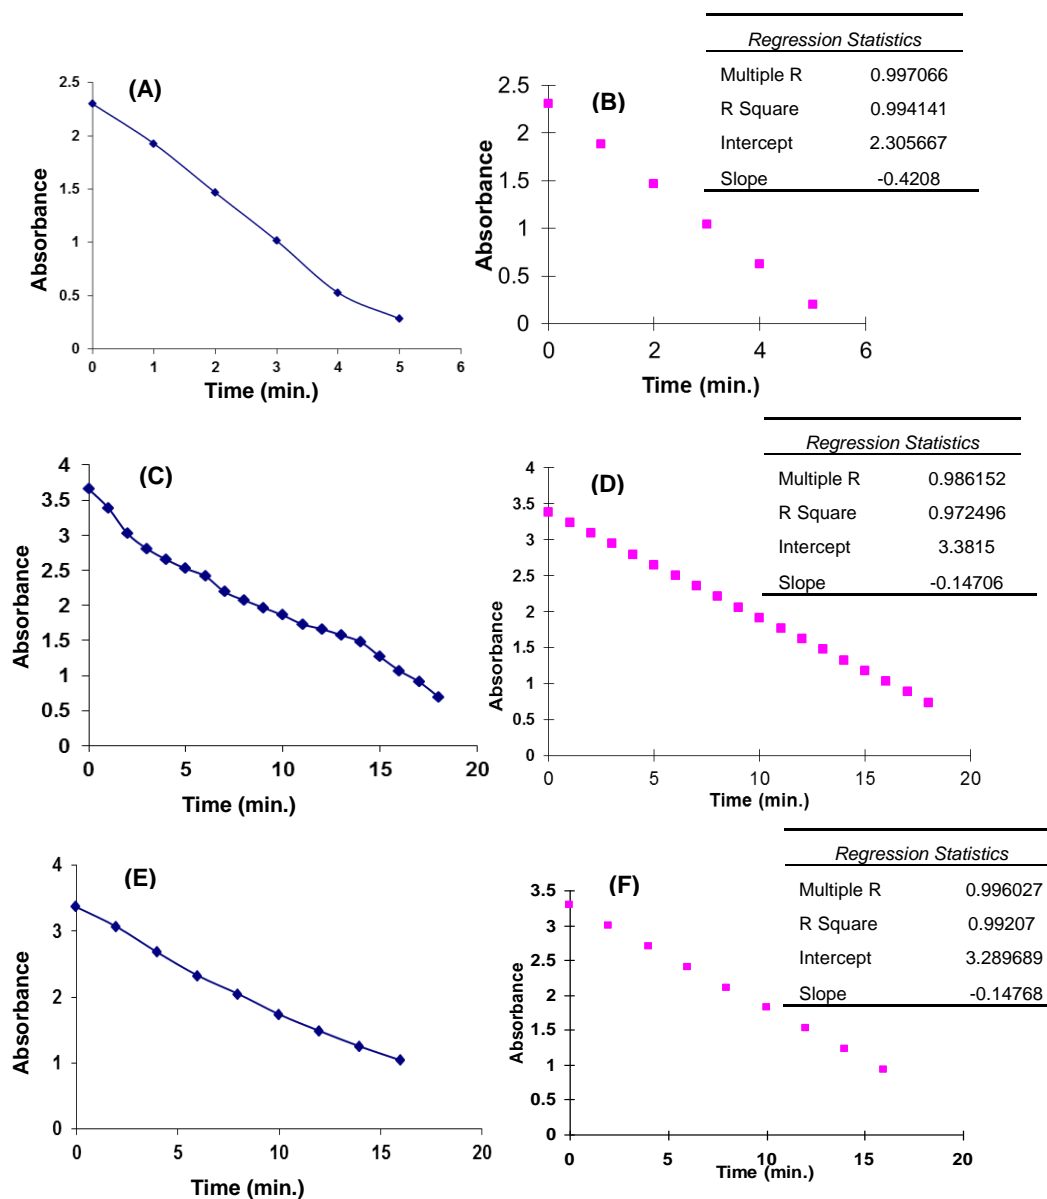 (A)
2.5
2
1.5
1
0.5
0
0 1 2 3 4 5 6
Absorbance
Time (min.)
(B)
2.5
2
1.5
1
0.5
0
0 2 4 6
Absorbance
Time (min.)
Regression Statistics
Multiple R 0.997066
R Square 0.994141
Intercept 2.305667
Slope -0.4208
(C)
4
3.5
3
2.5
2
1.5
1
0.5
0
0 5 10 15 20
Absorbance
Time (min.)
(D)
4
3.5
3
2.5
2
1.5
1
0.5
0
0 5 10 15 20
Absorbance
Time (min.)
Regression Statistics
Multiple R 0.986152
R Square 0.972496
Intercept 3.3815
Slope -0.14706
(E)
4
3
2
1
0
0 5 10 15 20
Absorbance
Time (min.)
(F)
3.5
3
2.5
2
1.5
1
0.5
0
0 5 10 15 20
Absorbance
Time (min.)
Regression Statistics
Multiple R 0.996027
R Square 0.99207
Intercept 3.289689
Slope -0.14768